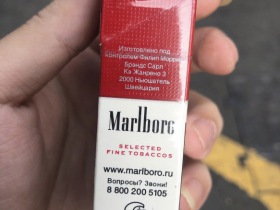 Изготовлено под
контролем Филип Моррис
Брэндс Сарл
Кэ Жанрено 3
2000 Ньюшатель
Швейцария
Marlboro
SELECTED
FINE TOBACCOS
www.marlboro.ru
Вопросы? Звони!
8 800 200 5105